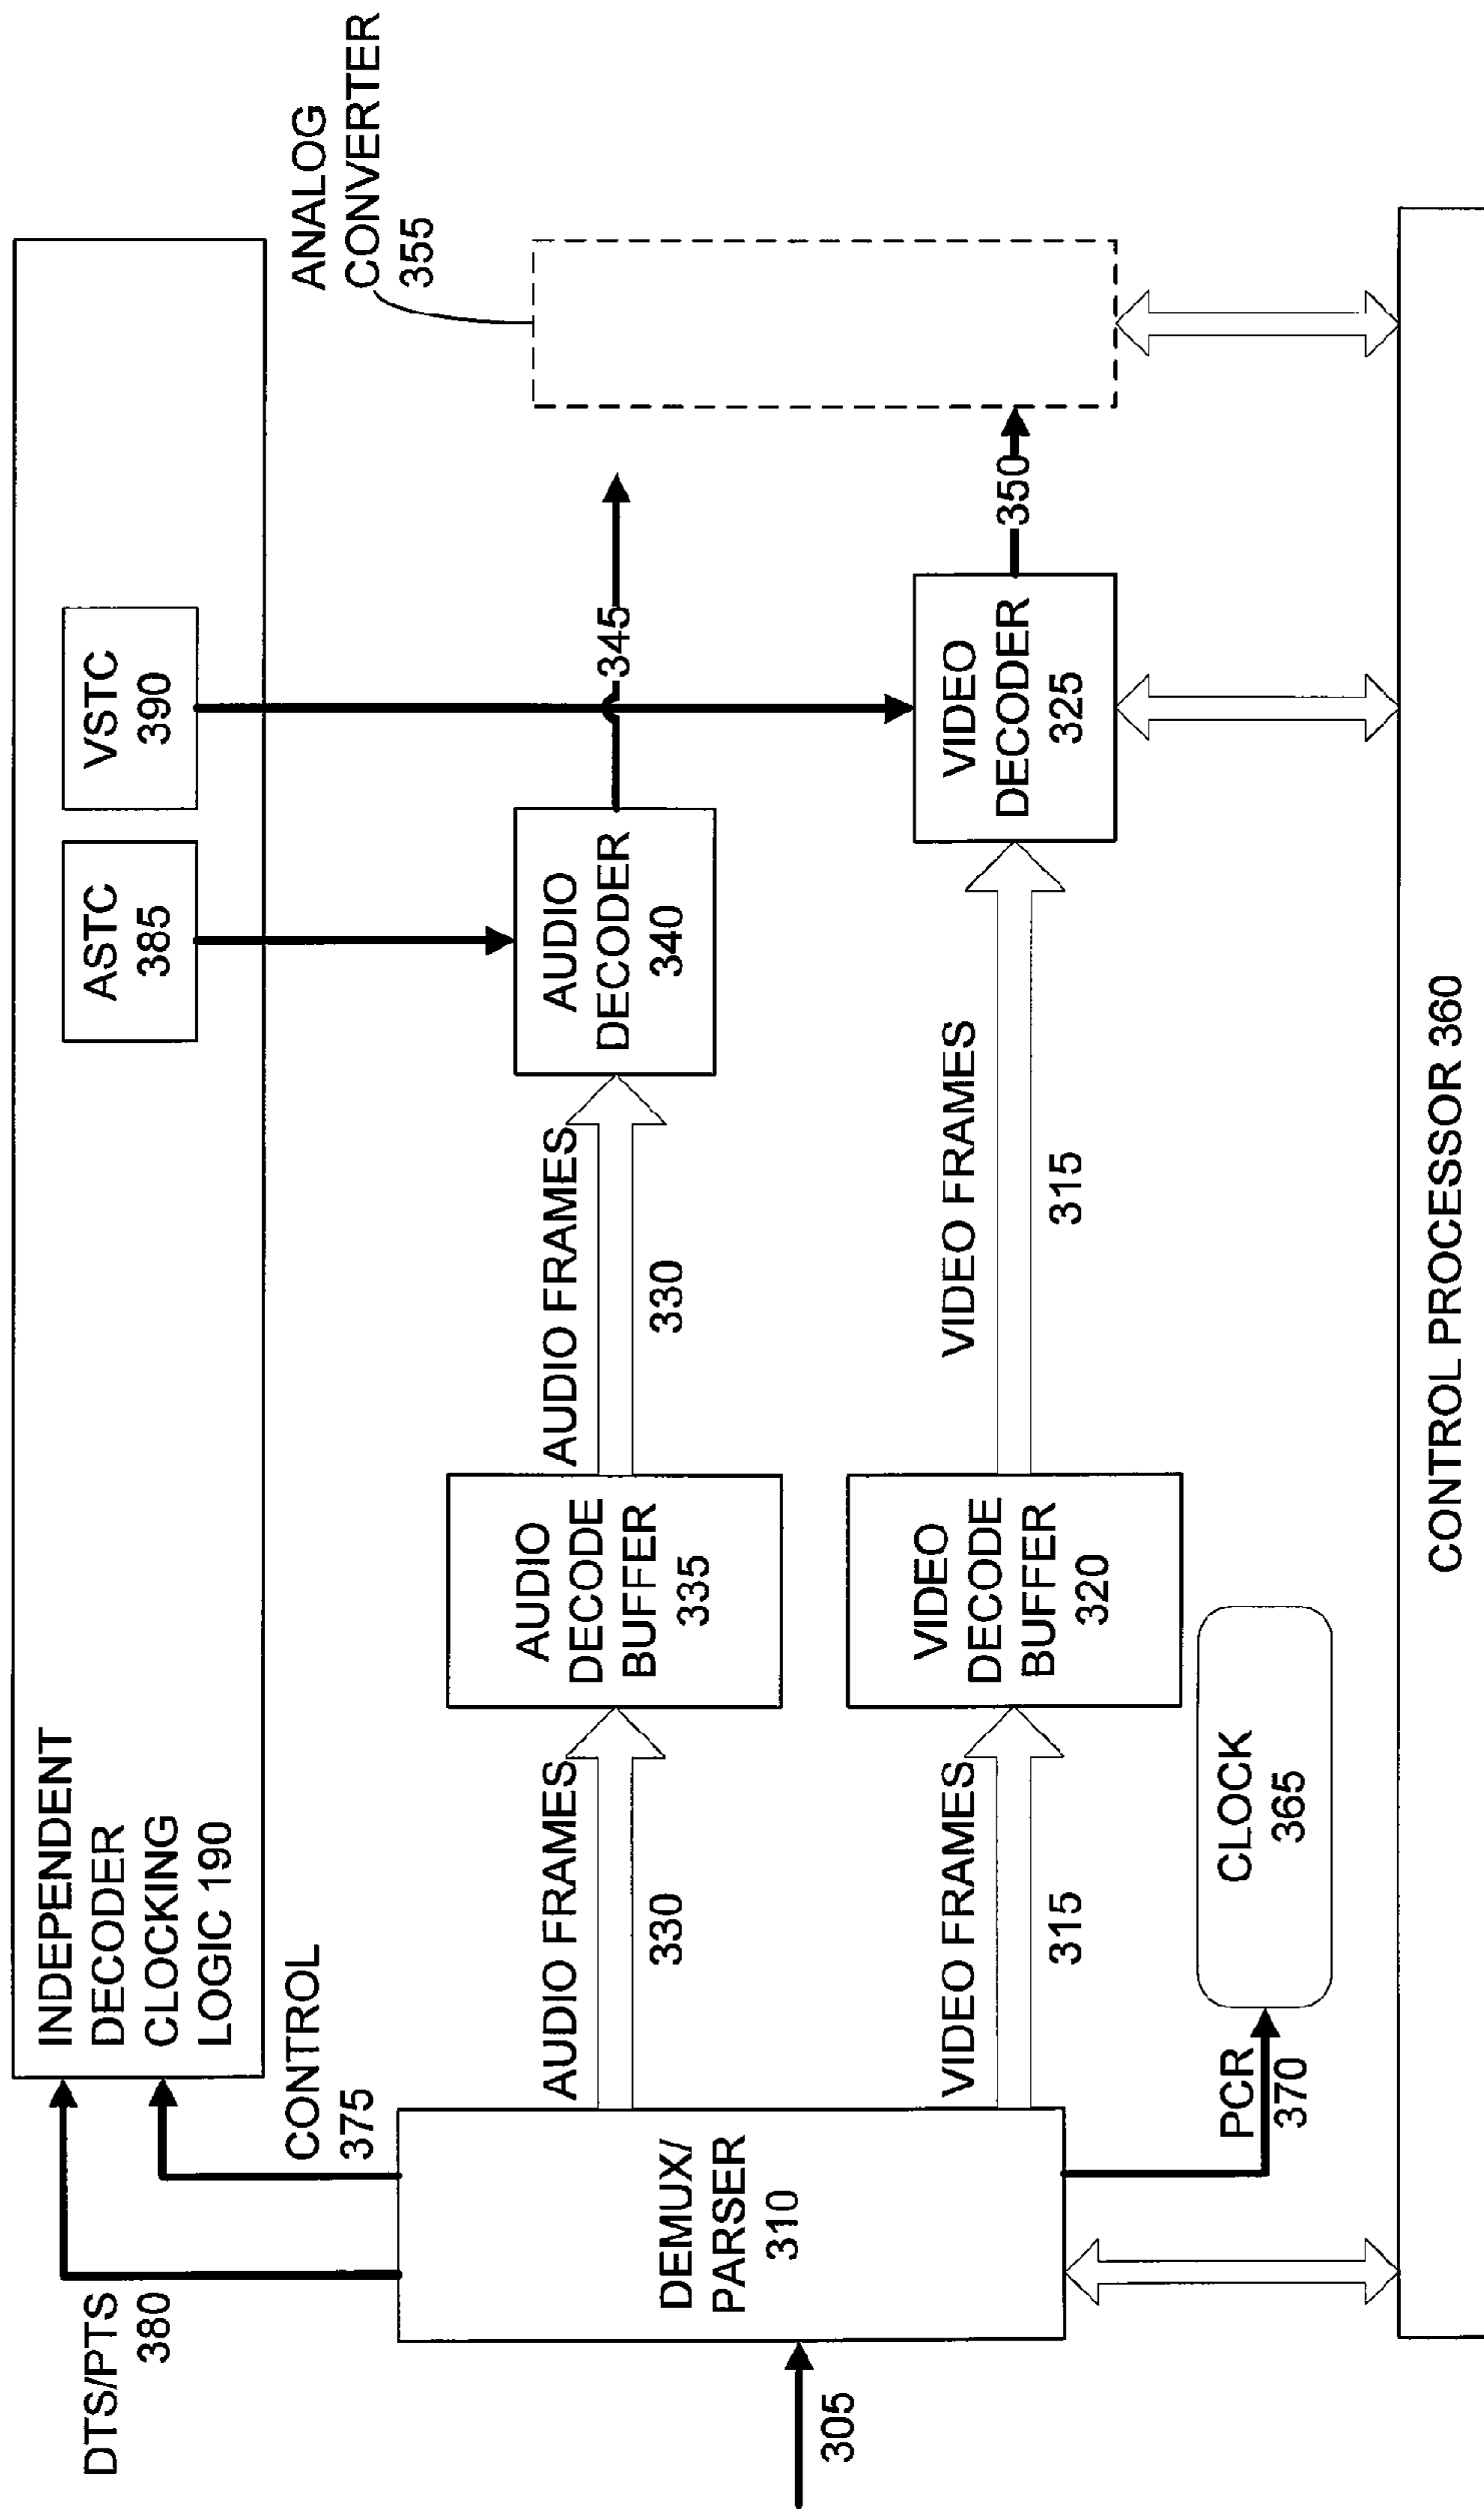 DTS/PTS
380
INDEPENDENT
DECODER
CLOCKING
LOGIC 190
ASTC
385
VSTC
390
CONTROL
375
ANALOG
CONVERTER
355
305
DEMUX/
PARSER
310
AUDIO FRAMES
330
AUDIO
DECODE
BUFFER
335
AUDIO FRAMES
330
AUDIO
DECODER
340
345
VIDEO FRAMES
315
VIDEO
DECODE
BUFFER
320
VIDEO FRAMES
315
VIDEO
DECODER
325
350
PCR
370
CLOCK
365
CONTROL PROCESSOR 360